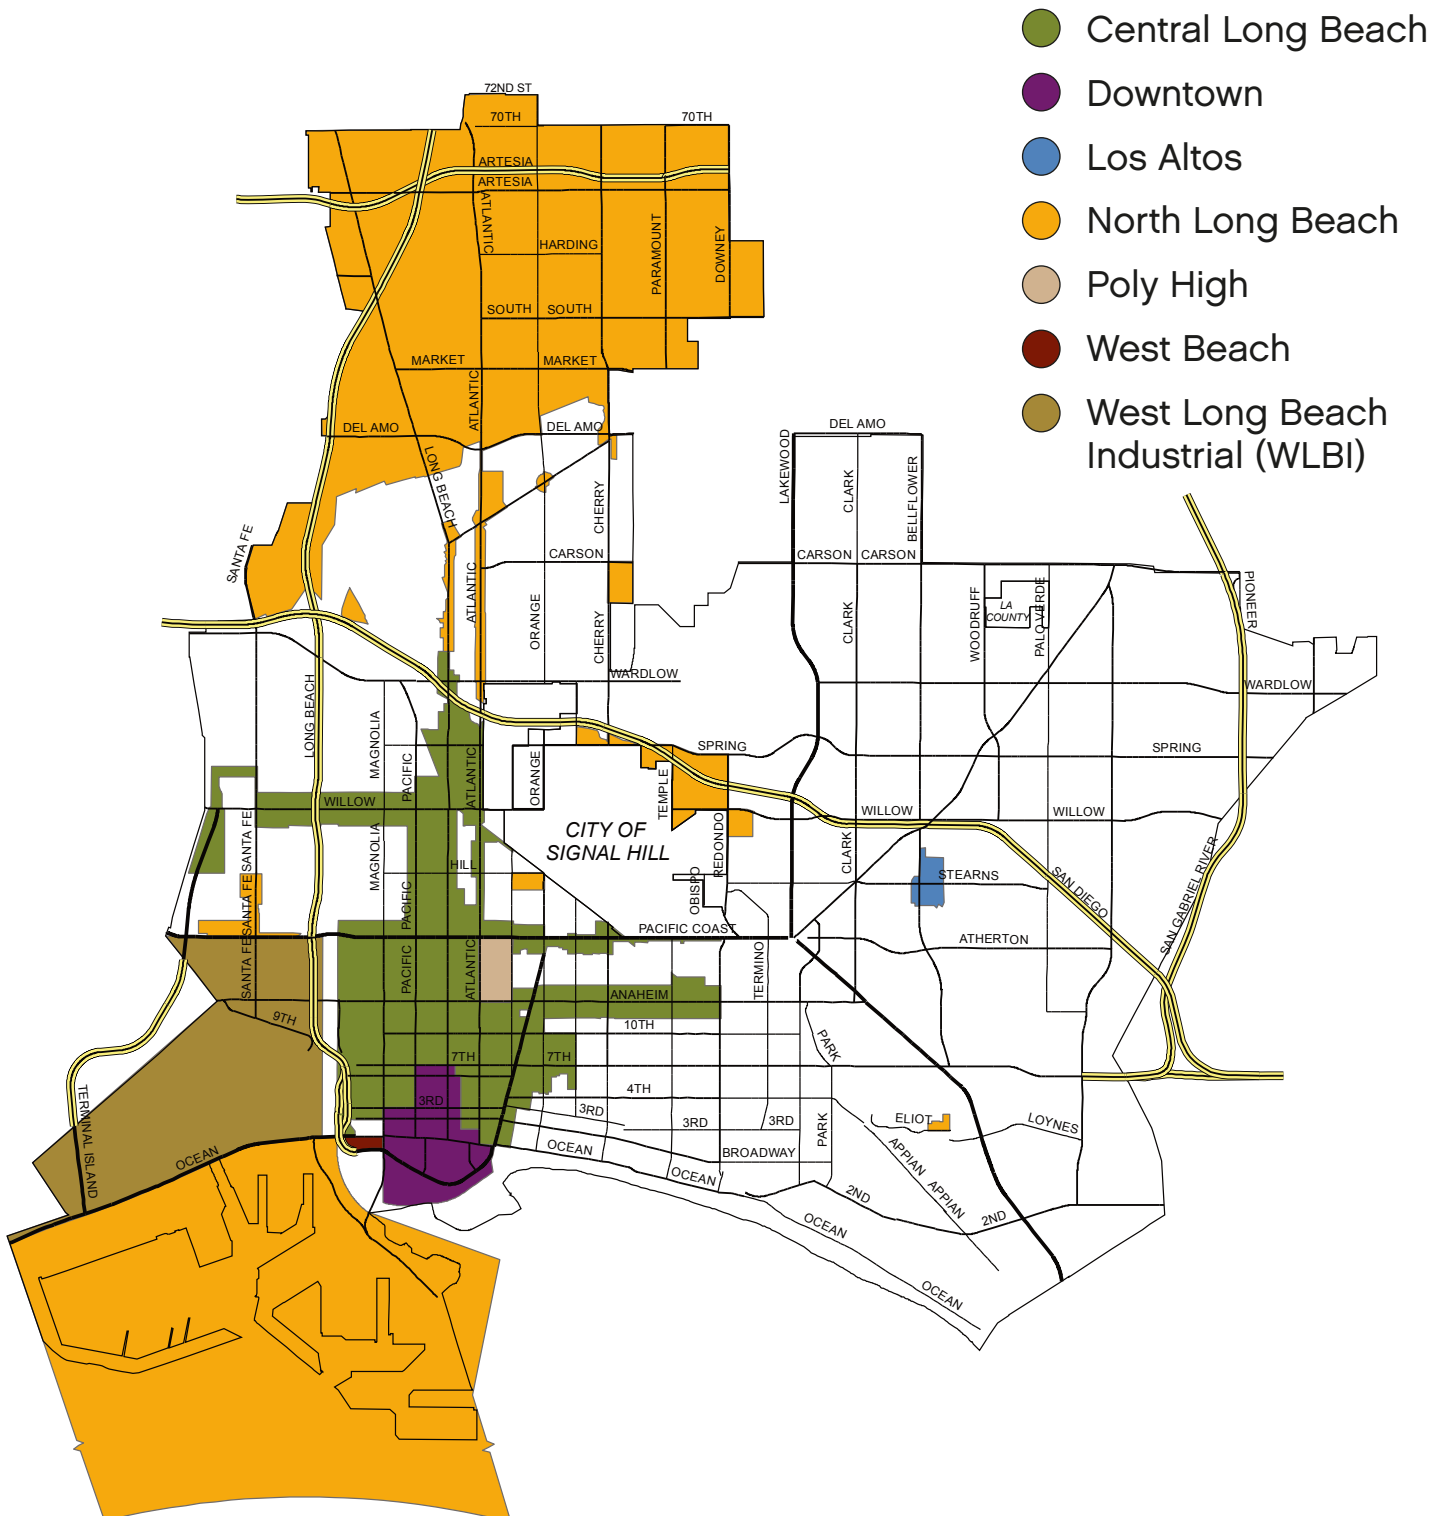 Central Long Beach
Downtown
Los Altos
North Long Beach
Poly High
West Beach
West Long Beach
Industrial (WLBI)
72ND ST
70TH
70TH
ARTESIA
ARTESIA
ATLANTIC
HARDING
PARAMOUNT
DOWNEY
SOUTH
SOUTH
MARKET
MARKET
ATLANTIC
DEL AMO
DEL AMO
DEL AMO
LONG BEACH
CHERRY
LAKEWOOD
CLARK
BELLFLOWER
SANTA FE
CARSON
CARSON
CARSON
ATLANTIC
ORANGE
CHERRY
CLARK
WOODRUFF
LA
COUNTY
PALO VERDE
PIONEER
WARDLOW
WARDLOW
LONG BEACH
MAGNOLIA
PACIFIC
ATLANTIC
ORANGE
SPRING
SPRING
TEMPLE
WILLOW
WILLOW
WILLOW
CITY OF
SIGNAL HILL
REDONDO
CLARK
SANTA FE
SANTA FE
MAGNOLIA
HILL
OBISPO
STEARNS
SAN DIEGO
SAN GABRIEL RIVER
PACIFIC
PACIFIC COAST
ATHERTON
SANTA FE
PACIFIC
ATLANTIC
TERMINO
ANAHEIM
9TH
10TH
PARK
7TH
7TH
4TH
TERMINAL ISLAND
3RD
3RD
3RD
3RD
PARK
ELIOT
LOYNES
OCEAN
OCEAN
BROADWAY
APPIAN
OCEAN
2ND
APPIAN
2ND
OCEAN
OCEAN